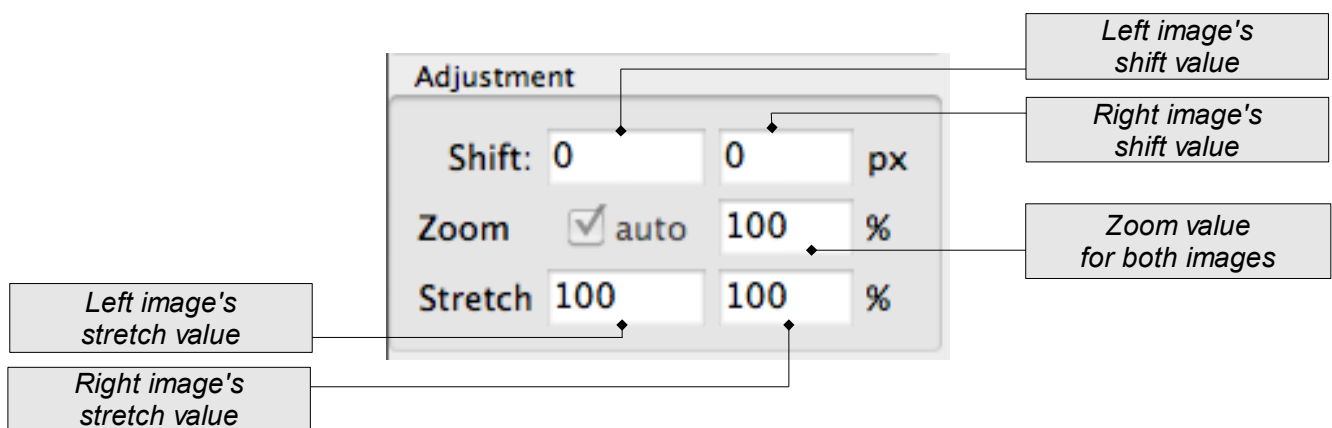 Left image's
shift value
Adjustment
Right image's
shift value
Shift: 0 0 px
Zoom auto 100 %
Zoom value
for both images
Stretch 100 100 %
Left image's
stretch value
Right image's
stretch value